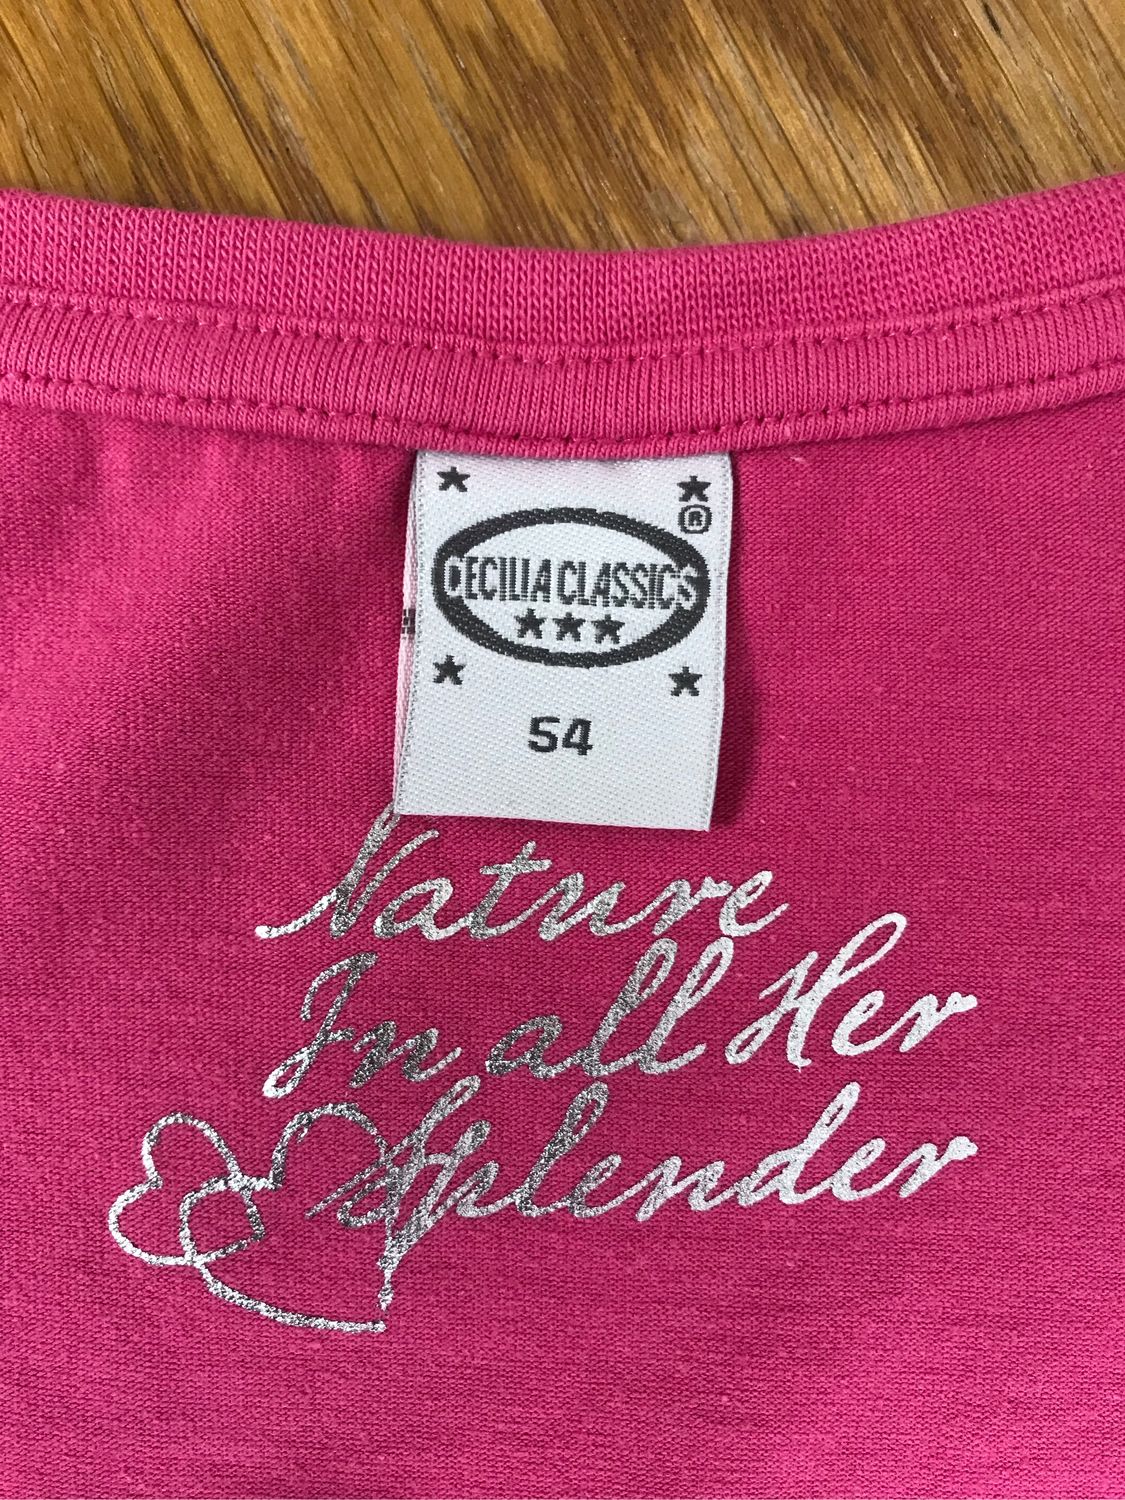 ®
CECILIA CLASSICS
54
Nature
In all Her
Splender